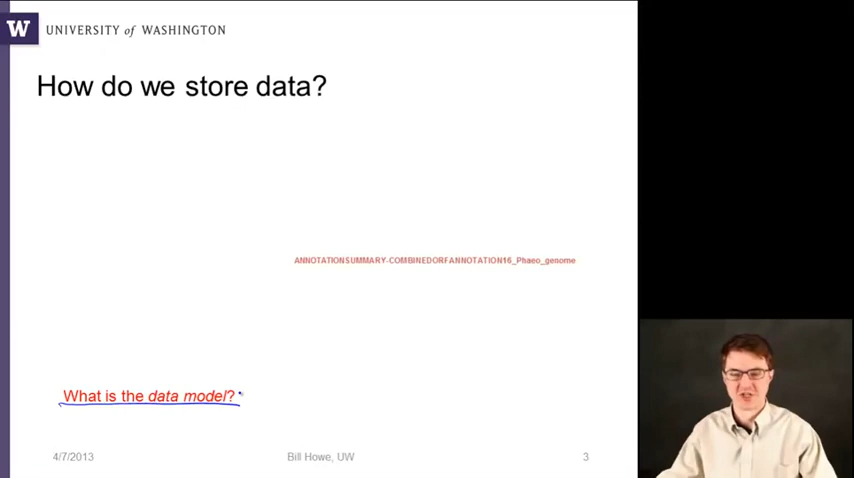 W UNIVERSITY of WASHINGTON
How do we store data?
ANNOTATIONSUMMARY-COMBINEDORFANNOTATION16_Phaeo_genome
What is the data model?
4/7/2013 Bill Howe, UW 3